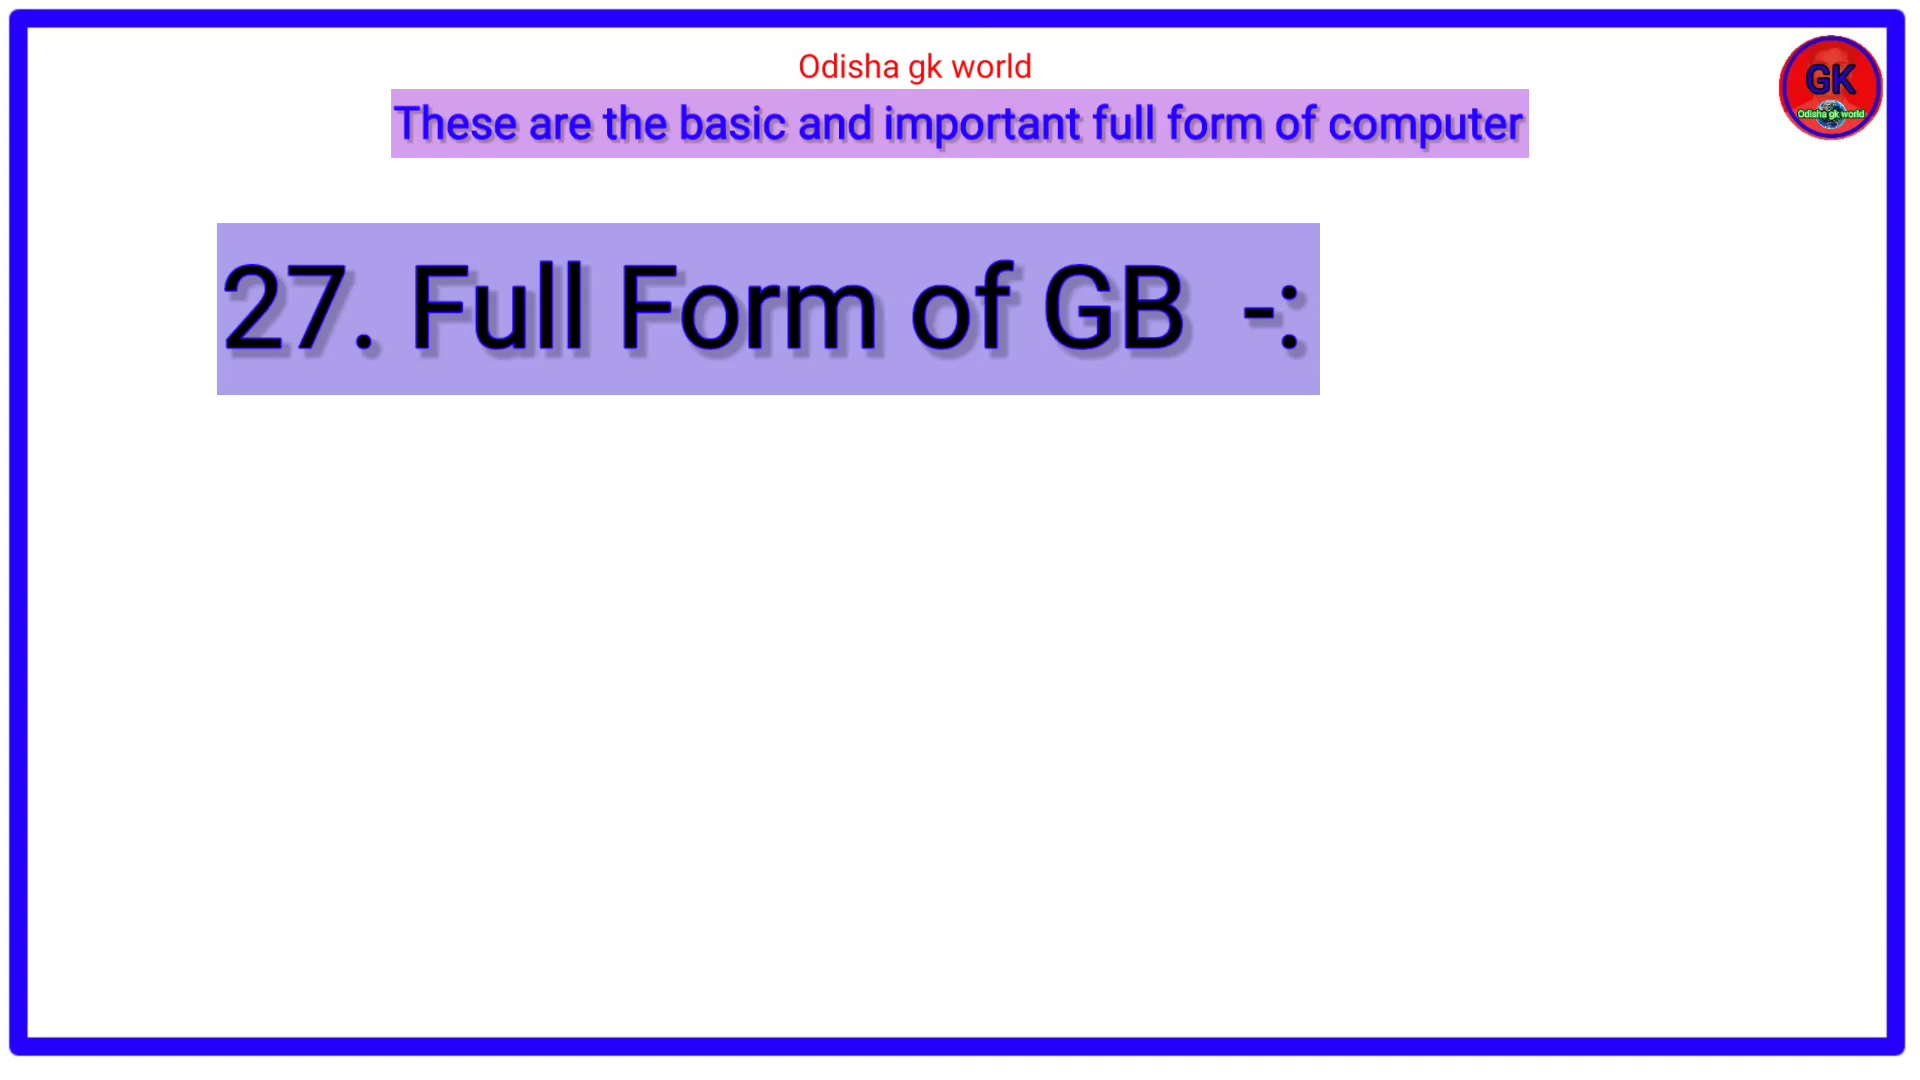 Odisha gk world
These are the basic and important full form of computer
GK
Odisha gk world
27. Full Form of GB -: